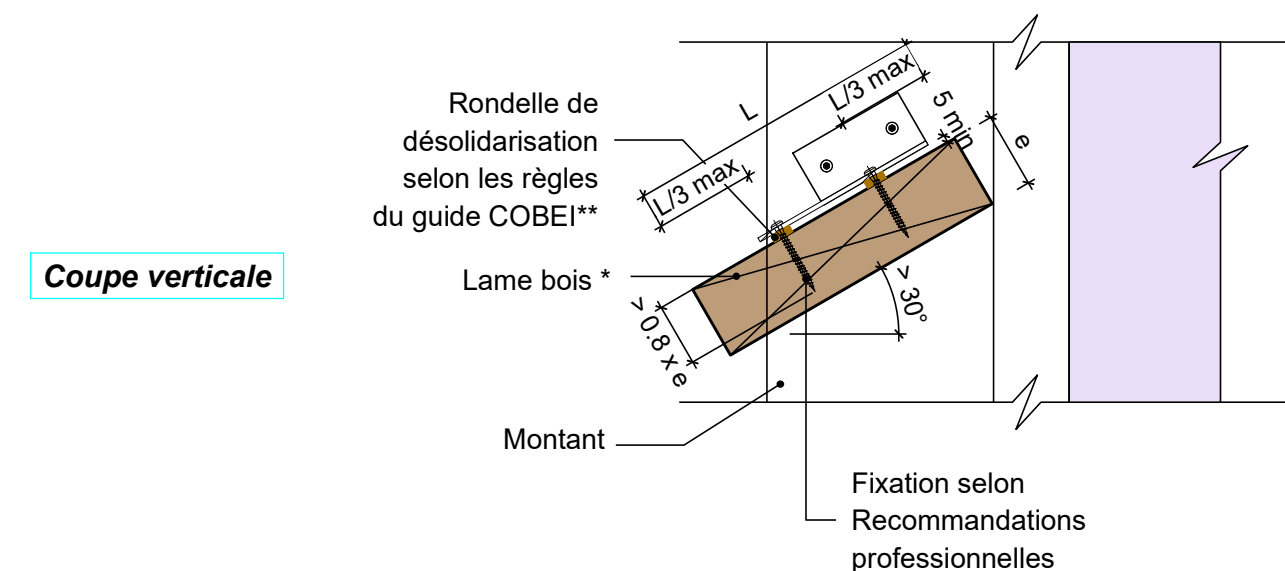 Rondelle de
désolidarisation
selon les règles
du guide COBEI**
L
L/3 max
L/3 max
5 min
e
Coupe verticale
Lame bois *
> 30°
> 0.8 x e
Montant
Fixation selon
Recommandations
professionnelles